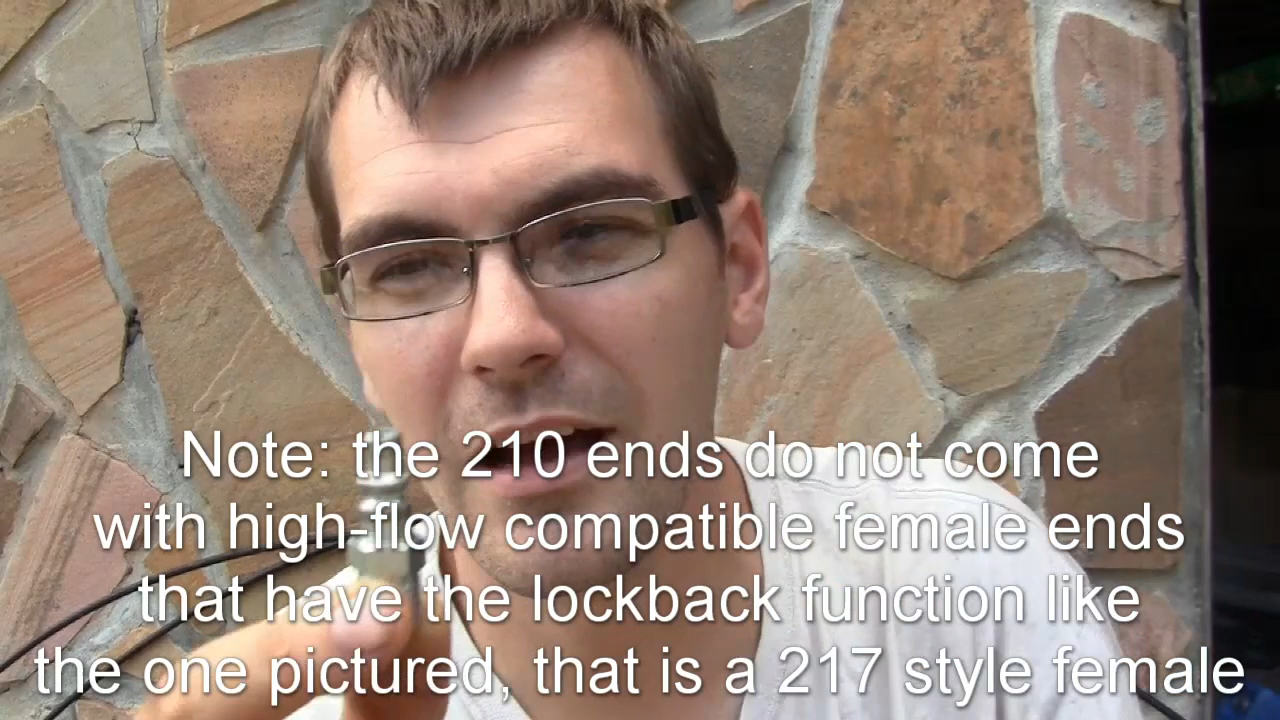 Note: the 210 ends do not come
with high-flow compatible female ends
that have the lockback function like
the one pictured, that is a 217 style female